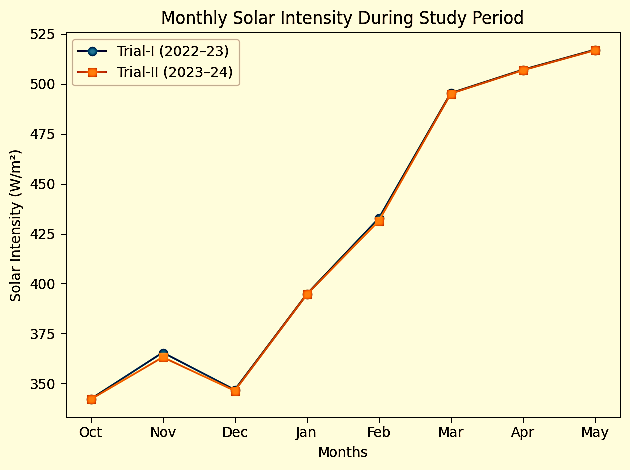 Monthly Solar Intensity During Study Period
Trial-I (2022–23)
Trial-II (2023–24)
Solar Intensity (W/m²)
525
500
475
450
425
400
375
350
Oct Nov Dec Jan Feb Mar Apr May
Months